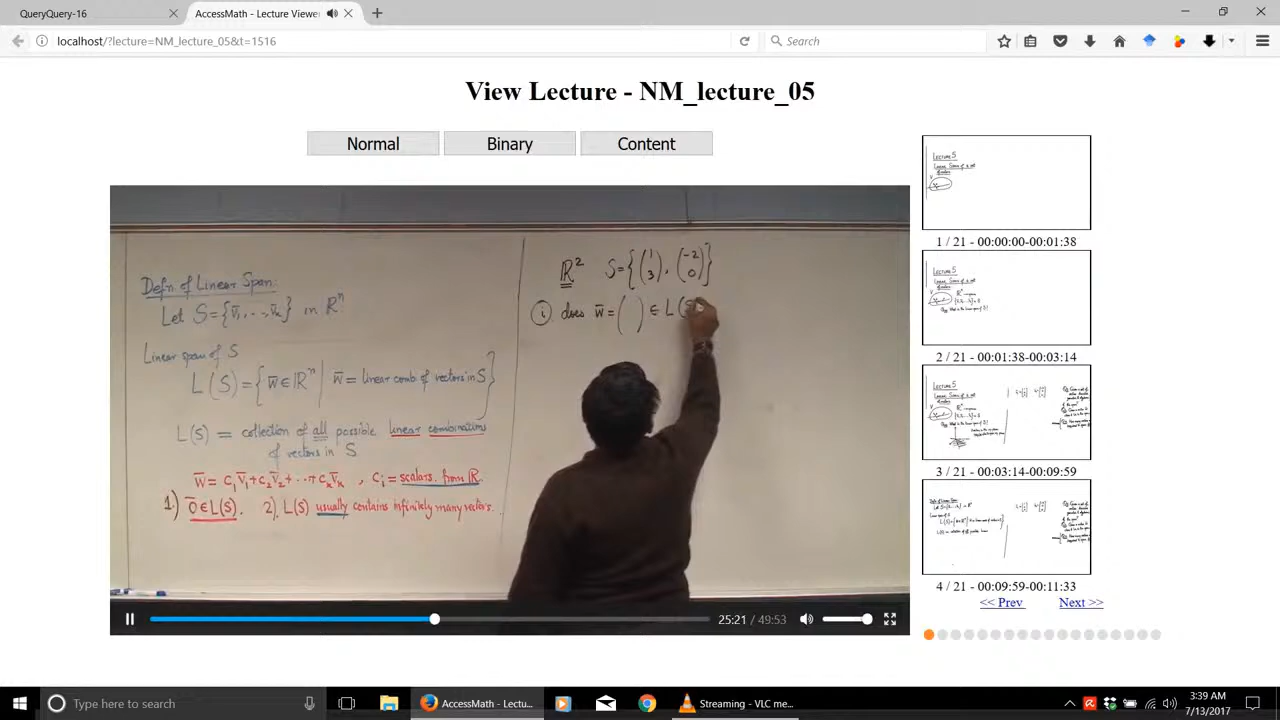 QueryQuery-16
AccessMath - Lecture Viewer
localhost/?lecture=NM_lecture_05&t=1516
Search
View Lecture - NM_lecture_05
Normal
Binary
Content
Defn of Linear Span:
Let S = {v̄₁, ..., v̄ₖ} in ℝⁿ
Linear span of S
L(S) = { w̄ ∈ ℝⁿ | w̄ = linear comb. of vectors in S }
L(S) = collection of all possible linear combinations
of vectors in S
w̄ = c₁v̄₁ + c₂v̄₂ + ... + cₖv̄ₖ , cᵢ = scalars from ℝ
1) 0̄ ∈ L(S). 2) L(S) usually contains infinitely many vectors.
ℝ² S = { (1 3), (-2 0) }
(i) does w̄ = ( ) ∈ L(S
25:21 / 49:53
1 / 21 - 00:00:00-00:01:38
2 / 21 - 00:01:38-00:03:14
3 / 21 - 00:03:14-00:09:59
4 / 21 - 00:09:59-00:11:33
<< Prev
Next >>
Type here to search
AccessMath - Lectu...
Streaming - VLC me...
3:39 AM
7/13/2017